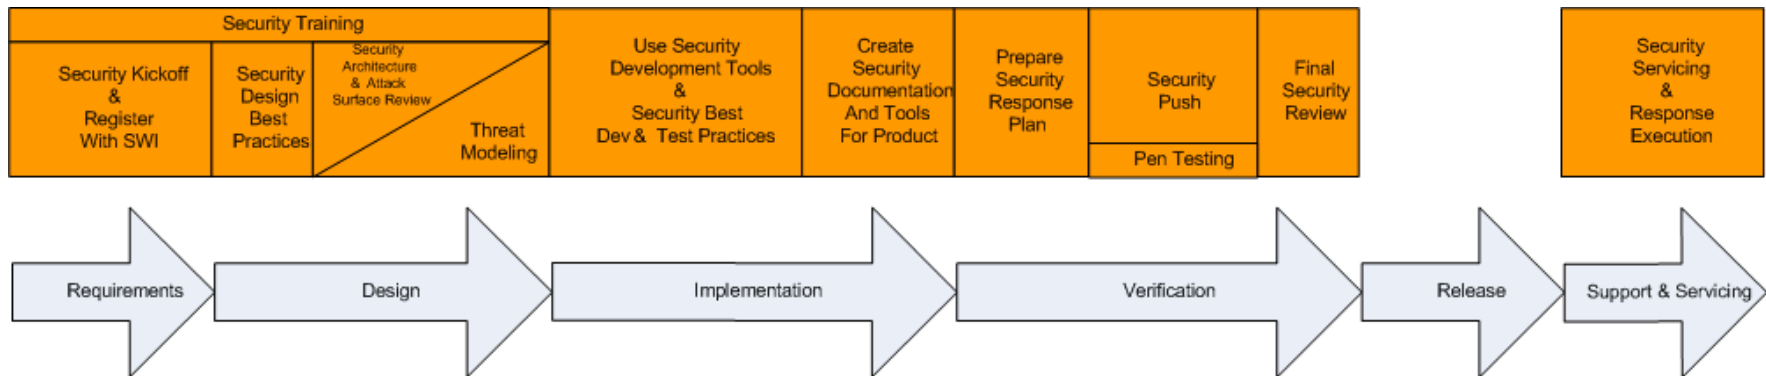 Security Training
Security Kickoff
&
Register
With SWI
Security
Design
Best
Practices
Security
Architecture
& Attack
Surface Review
Threat
Modeling
Use Security
Development Tools
&
Security Best
Dev & Test Practices
Create
Security
Documentation
And Tools
For Product
Prepare
Security
Response
Plan
Security
Push
Pen Testing
Final
Security
Review
Security
Servicing
&
Response
Execution
Requirements
Design
Implementation
Verification
Release
Support & Servicing